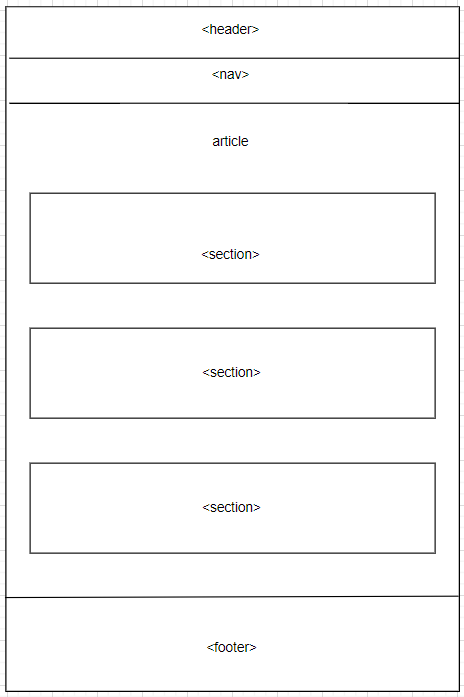 <header>
<nav>
article
<section>
<section>
<section>
<footer>